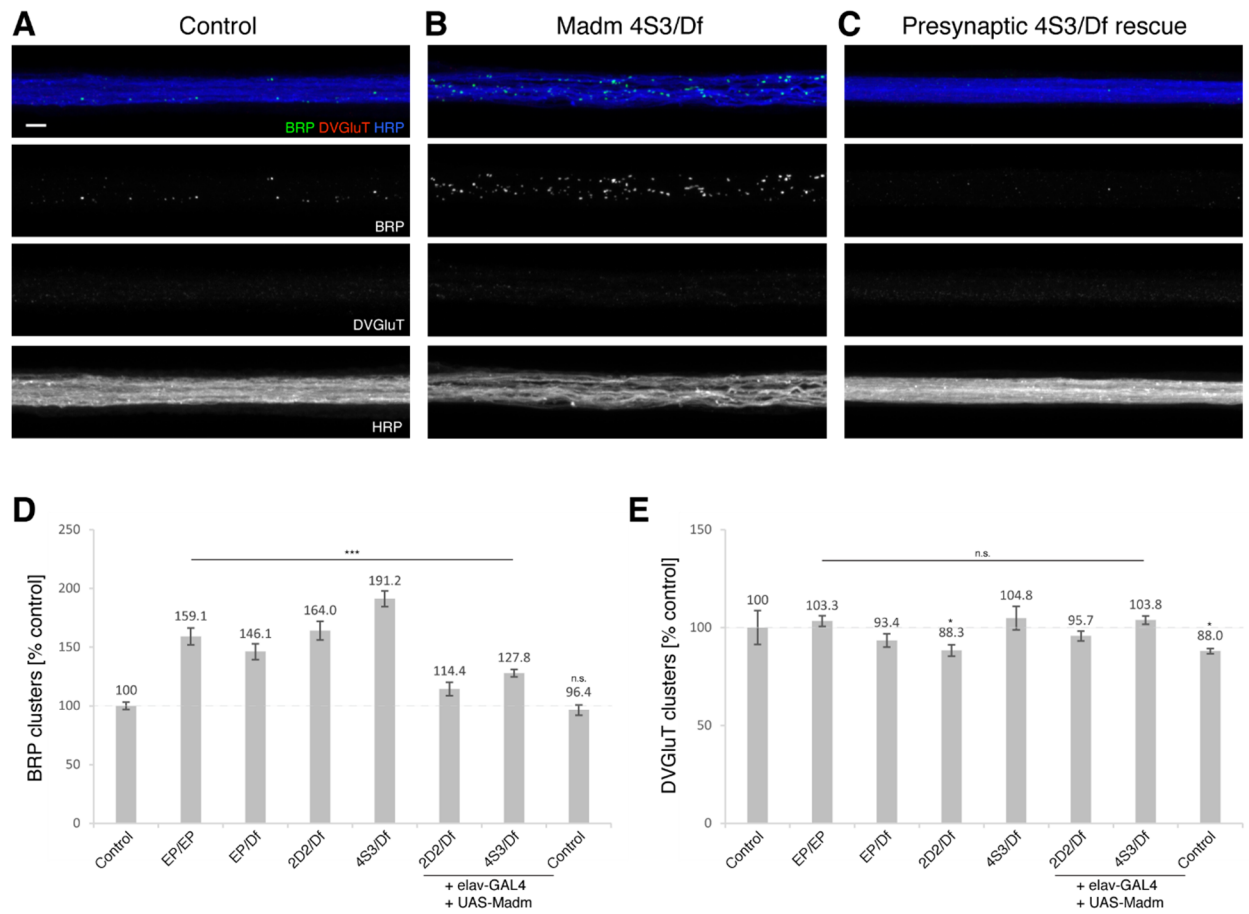 A Control
B Madm 4S3/Df
C Presynaptic 4S3/Df rescue
BRP DVGluT HRP
BRP
DVGluT
HRP
D
BRP clusters [% control]
250
200
150
100
50
0
***
100
159.1
146.1
164.0
191.2
114.4
127.8
n.s.
96.4
Control
EP/EP
EP/Df
2D2/Df
4S3/Df
2D2/Df
4S3/Df
Control
+ elav-GAL4
+ UAS-Madm
E
DVGluT clusters [% control]
150
100
50
0
n.s.
100
103.3
93.4
*
88.3
104.8
95.7
103.8
*
88.0
Control
EP/EP
EP/Df
2D2/Df
4S3/Df
2D2/Df
4S3/Df
Control
+ elav-GAL4
+ UAS-Madm